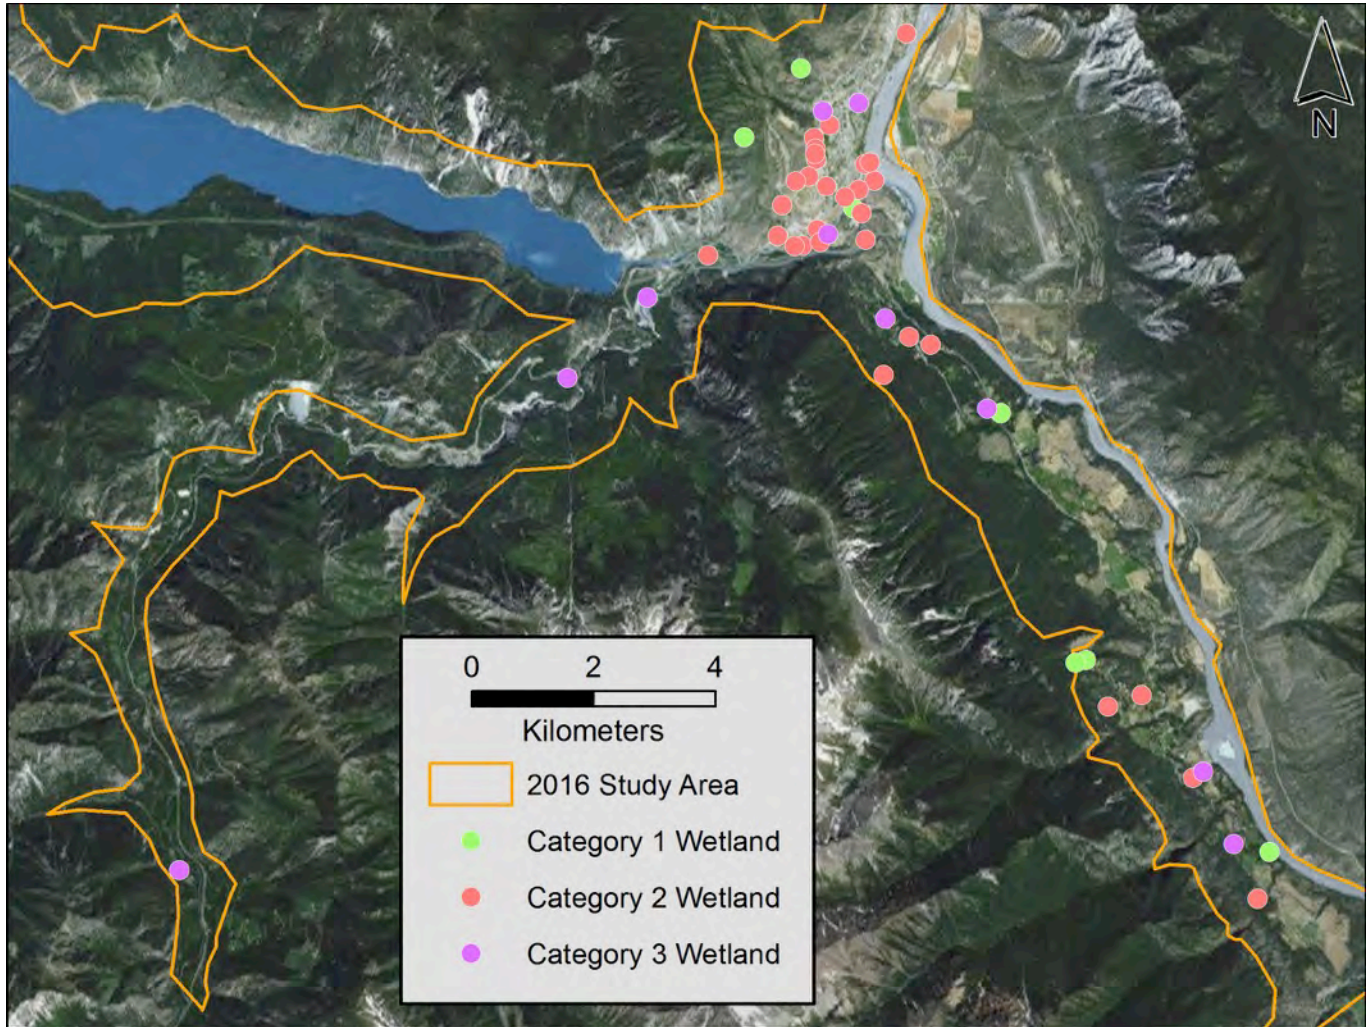 N
0 2 4
Kilometers
2016 Study Area
Category 1 Wetland
Category 2 Wetland
Category 3 Wetland